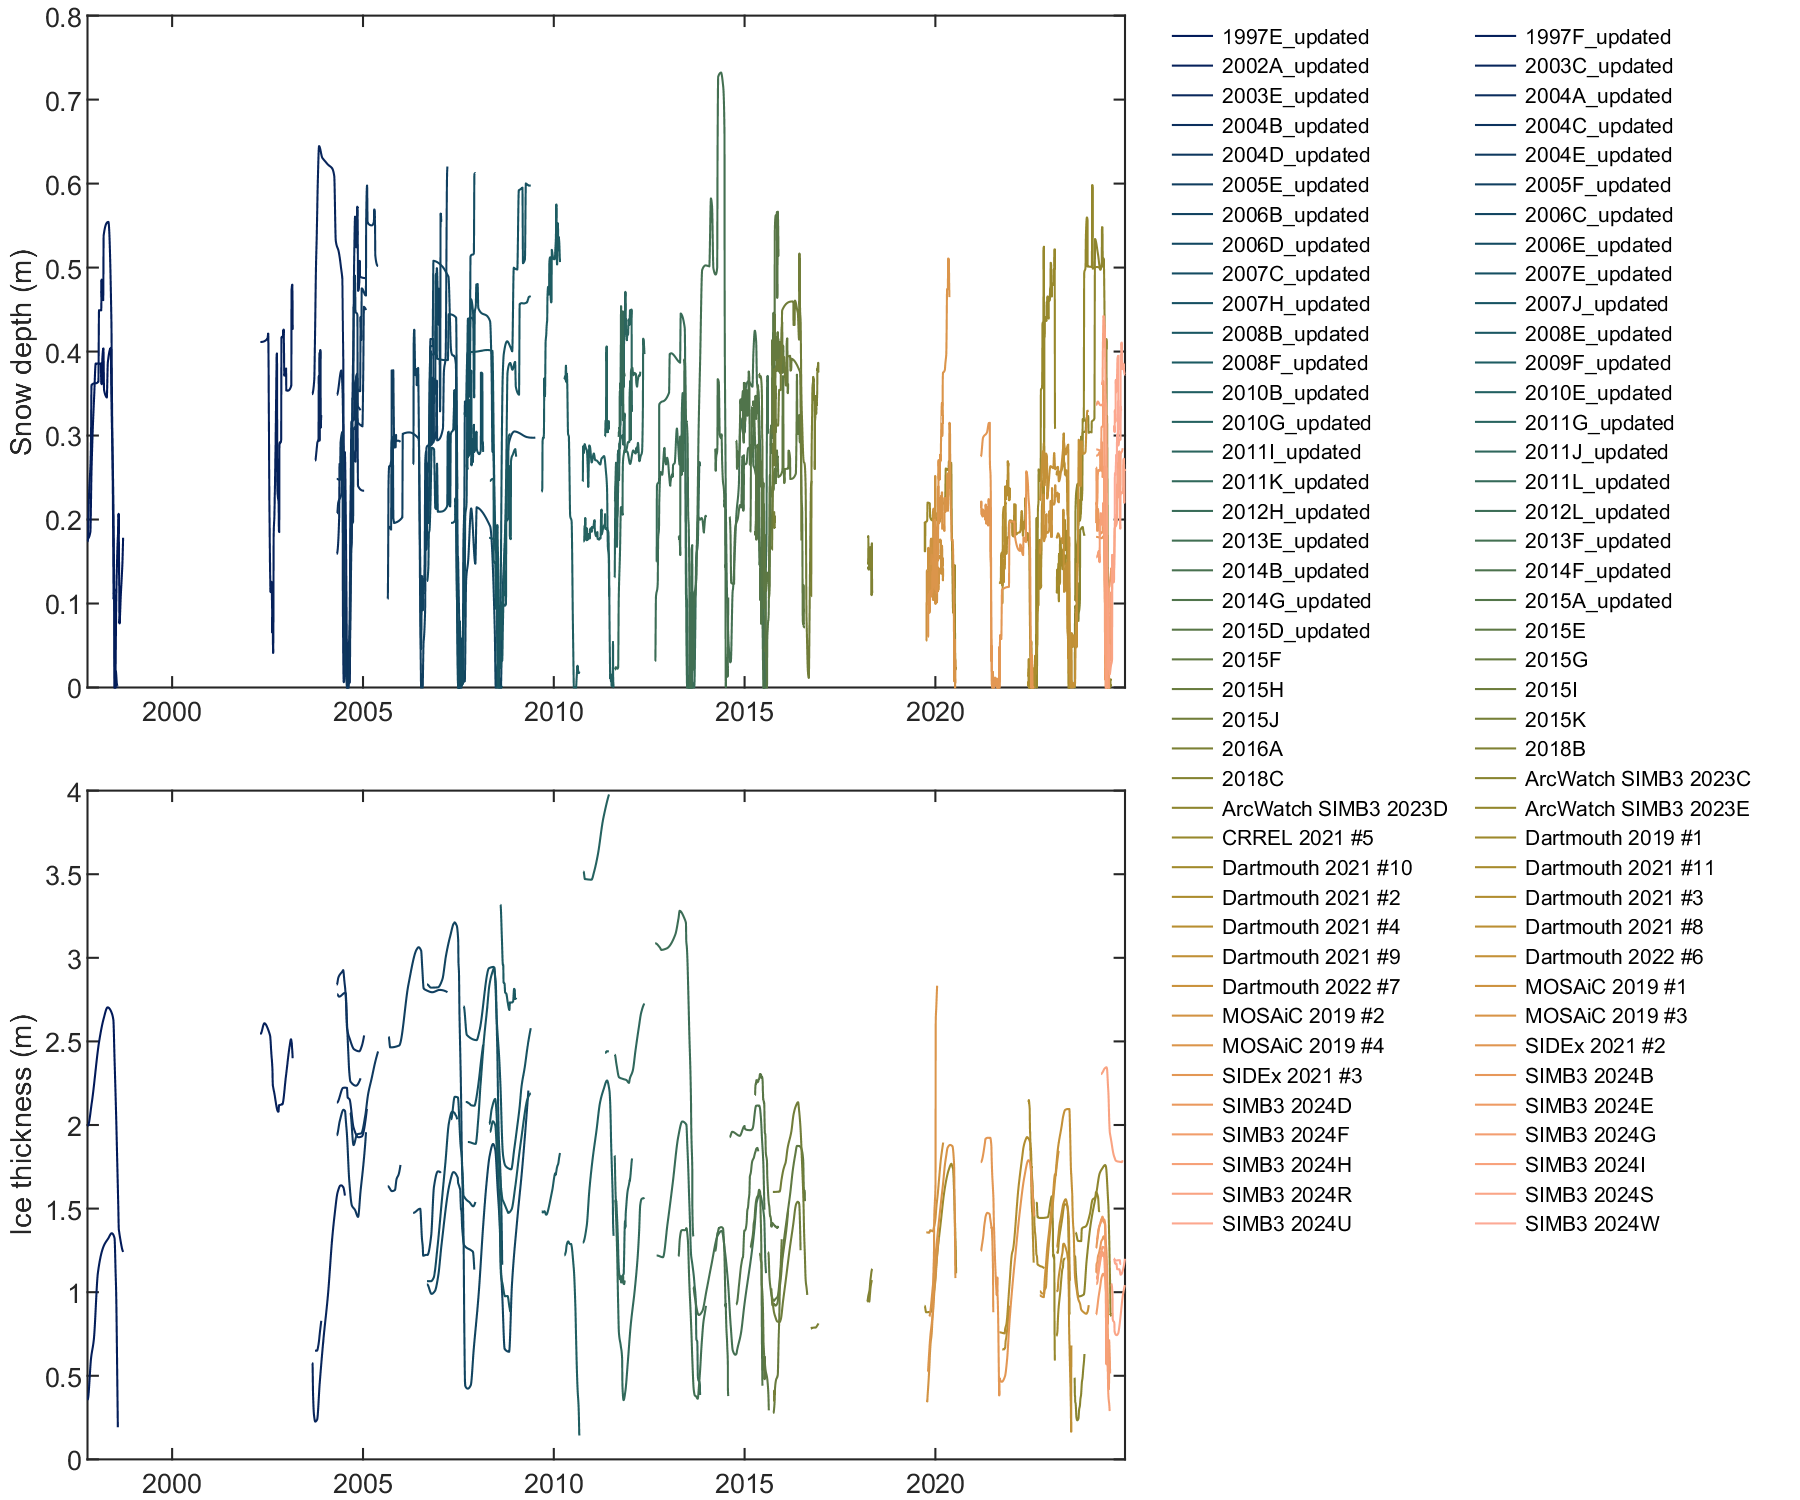 0.8
0.7
0.6
0.5
0.4
0.3
0.2
0.1
0
Snow depth (m)
2000 2005 2010 2015 2020
4
3.5
3
2.5
2
1.5
1
0.5
0
Ice thickness (m)
2000 2005 2010 2015 2020
1997E_updated 1997F_updated
2002A_updated 2003C_updated
2003E_updated 2004A_updated
2004B_updated 2004C_updated
2004D_updated 2004E_updated
2005E_updated 2005F_updated
2006B_updated 2006C_updated
2006D_updated 2006E_updated
2007C_updated 2007E_updated
2007H_updated 2007J_updated
2008B_updated 2008E_updated
2008F_updated 2009F_updated
2010B_updated 2010E_updated
2010G_updated 2011G_updated
2011I_updated 2011J_updated
2011K_updated 2011L_updated
2012H_updated 2012L_updated
2013E_updated 2013F_updated
2014B_updated 2014F_updated
2014G_updated 2015A_updated
2015D_updated 2015E
2015F 2015G
2015H 2015I
2015J 2015K
2016A 2018B
2018C ArcWatch SIMB3 2023C
ArcWatch SIMB3 2023D ArcWatch SIMB3 2023E
CRREL 2021 #5 Dartmouth 2019 #1
Dartmouth 2021 #10 Dartmouth 2021 #11
Dartmouth 2021 #2 Dartmouth 2021 #3
Dartmouth 2021 #4 Dartmouth 2021 #8
Dartmouth 2021 #9 Dartmouth 2022 #6
Dartmouth 2022 #7 MOSAiC 2019 #1
MOSAiC 2019 #2 MOSAiC 2019 #3
MOSAiC 2019 #4 SIDEx 2021 #2
SIDEx 2021 #3 SIMB3 2024B
SIMB3 2024D SIMB3 2024E
SIMB3 2024F SIMB3 2024G
SIMB3 2024H SIMB3 2024I
SIMB3 2024R SIMB3 2024S
SIMB3 2024U SIMB3 2024W